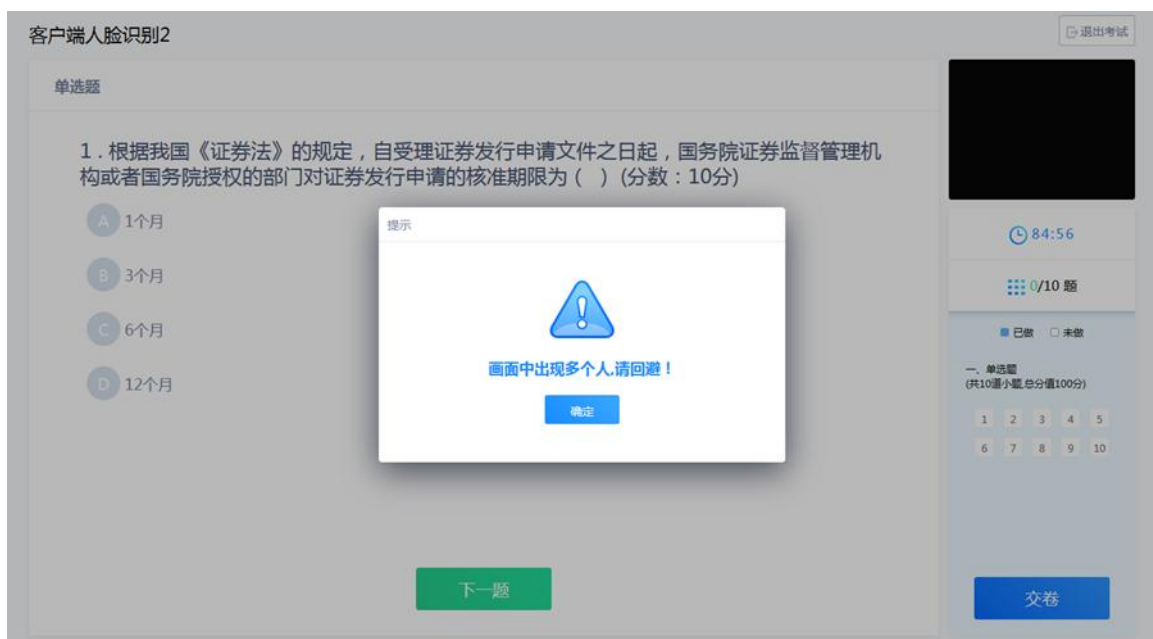 客户端人脸识别2
退出考试
单选题
1 . 根据我国《证券法》的规定，自受理证券发行申请文件之日起，国务院证券监督管理机
构或者国务院授权的部门对证券发行申请的核准期限为 (    ) (分数：10分)
A 1个月
B 3个月
C 6个月
D 12个月
提示
画面中出现多个人,请回避！
确定
下一题
84:56
0/10 题
已做 未做
一、单选题
(共10道小题,总分值100分)
1 2 3 4 5
6 7 8 9 10
交卷